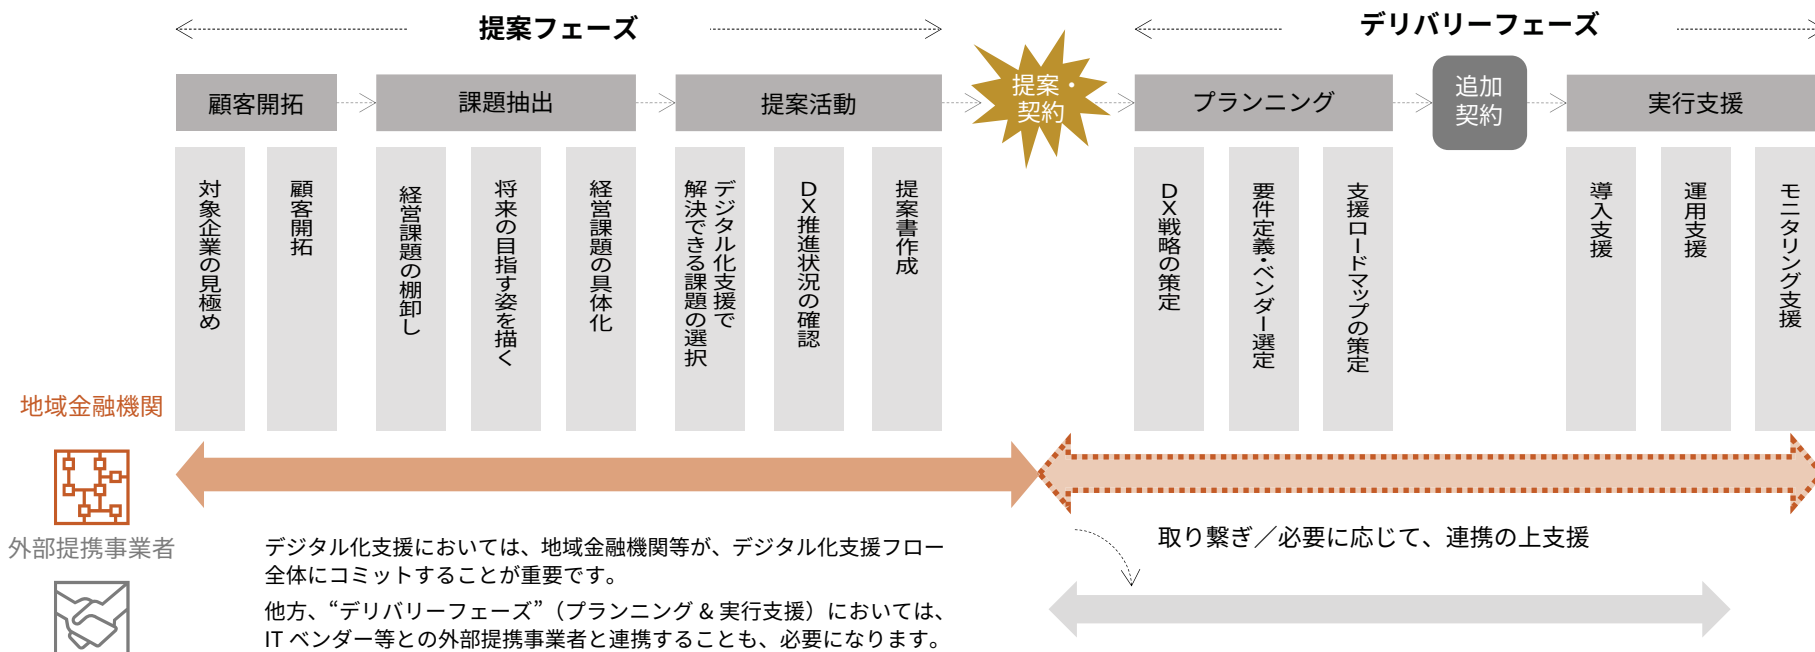 提案フェーズ
デリバリーフェーズ
顧客開拓
課題抽出
提案活動
提案・
契約
プランニング
追加
契約
実行支援
対象企業の見極め
顧客開拓
経営課題の棚卸し
将来の目指す姿を描く
経営課題の具体化
デジタル化支援で
解決できる課題の選択
DX推進状況の確認
提案書作成
DX戦略の策定
要件定義・ベンダー選定
支援ロードマップの策定
導入支援
運用支援
モニタリング支援
地域金融機関
外部提携事業者
取り繋ぎ／必要に応じて、連携の上支援
デジタル化支援においては、地域金融機関等が、デジタル化支援フロー
全体にコミットすることが重要です。
他方、“デリバリーフェーズ”（プランニング & 実行支援）においては、
IT ベンダー等との外部提携事業者と連携することも、必要になります。